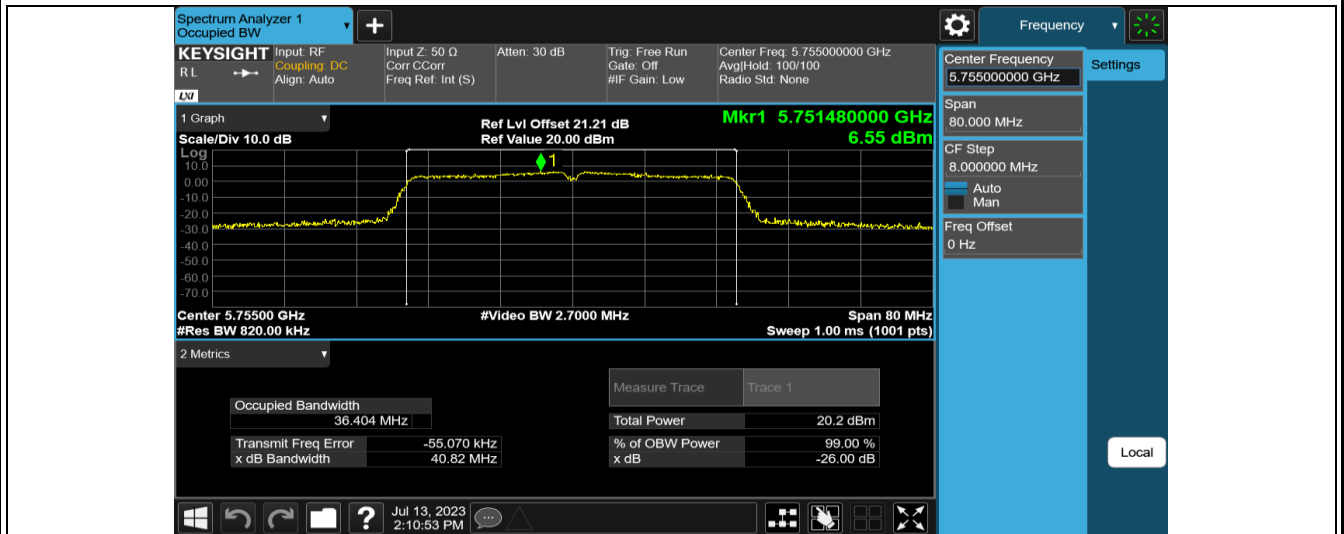 Spectrum Analyzer 1
Occupied BW
Frequency
KEYSIGHT
R L
LXI
Input: RF
Coupling: DC
Align: Auto
Input Z: 50 Ω
Corr CCorr
Freq Ref: Int (S)
Atten: 30 dB
Trig: Free Run
Gate: Off
#IF Gain: Low
Center Freq: 5.755000000 GHz
Avg|Hold: 100/100
Radio Std: None
1 Graph
Scale/Div 10.0 dB
Ref Lvl Offset 21.21 dB
Ref Value 20.00 dBm
Mkr1 5.751480000 GHz
6.55 dBm
Log
10.0
0.00
-10.0
-20.0
-30.0
-40.0
-50.0
-60.0
-70.0
1
Center 5.75500 GHz
#Res BW 820.00 kHz
#Video BW 2.7000 MHz
Span 80 MHz
Sweep 1.00 ms (1001 pts)
2 Metrics
Measure Trace Trace 1
Occupied Bandwidth
36.404 MHz
Total Power 20.2 dBm
Transmit Freq Error -55.070 kHz
% of OBW Power 99.00 %
x dB Bandwidth 40.82 MHz
x dB -26.00 dB
Jul 13, 2023
2:10:53 PM
Center Frequency
5.755000000 GHz
Settings
Span
80.000 MHz
CF Step
8.000000 MHz
Auto
Man
Freq Offset
0 Hz
Local